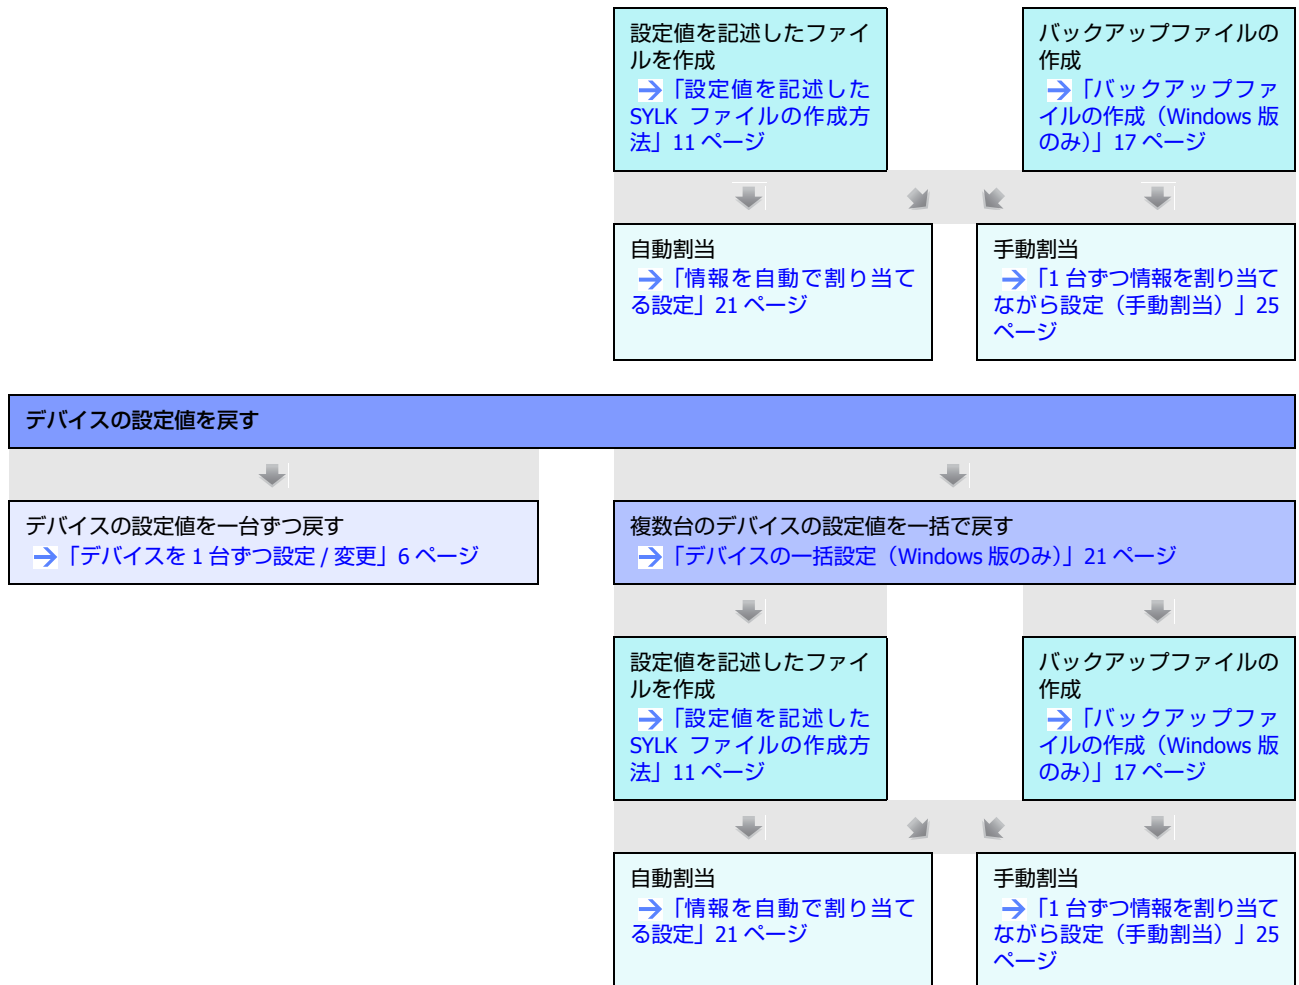 設定値を記述したファイ
ルを作成
「設定値を記述した
SYLK ファイルの作成方
法」11 ページ
バックアップファイルの
作成
「バックアップファ
イルの作成（Windows 版
のみ）」17 ページ
自動割当
「情報を自動で割り当て
る設定」21 ページ
手動割当
「1 台ずつ情報を割り当て
ながら設定（手動割当）」25
ページ
デバイスの設定値を戻す
デバイスの設定値を一台ずつ戻す
「デバイスを 1 台ずつ設定 / 変更」6 ページ
複数台のデバイスの設定値を一括で戻す
「デバイスの一括設定（Windows 版のみ）」21 ページ
設定値を記述したファイ
ルを作成
「設定値を記述した
SYLK ファイルの作成方
法」11 ページ
バックアップファイルの
作成
「バックアップファ
イルの作成（Windows 版
のみ）」17 ページ
自動割当
「情報を自動で割り当て
る設定」21 ページ
手動割当
「1 台ずつ情報を割り当て
ながら設定（手動割当）」25
ページ